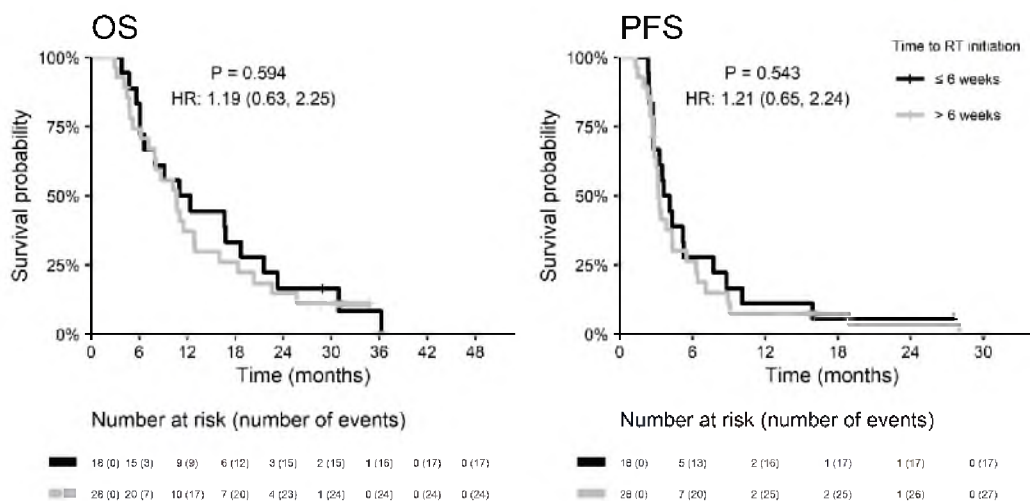 OS
PFS
100%
75%
50%
25%
0%
Survival probability
P = 0.594
HR: 1.19 (0.63, 2.25)
0 6 12 18 24 30 36 42 48
Time (months)
100%
75%
50%
25%
0%
Survival probability
P = 0.543
HR: 1.21 (0.65, 2.24)
0 6 12 18 24 30
Time (months)
Time to RT initiation
≤ 6 weeks
> 6 weeks
Number at risk (number of events)
18 (0) 15 (3) 9 (9) 6 (12) 3 (15) 2 (15) 1 (16) 0 (17) 0 (17)
28 (0) 20 (7) 10 (17) 7 (20) 4 (23) 1 (24) 0 (24) 0 (24) 0 (24)
Number at risk (number of events)
18 (0) 5 (13) 2 (16) 1 (17) 1 (17) 0 (17)
28 (0) 7 (20) 2 (25) 2 (25) 1 (26) 0 (27)